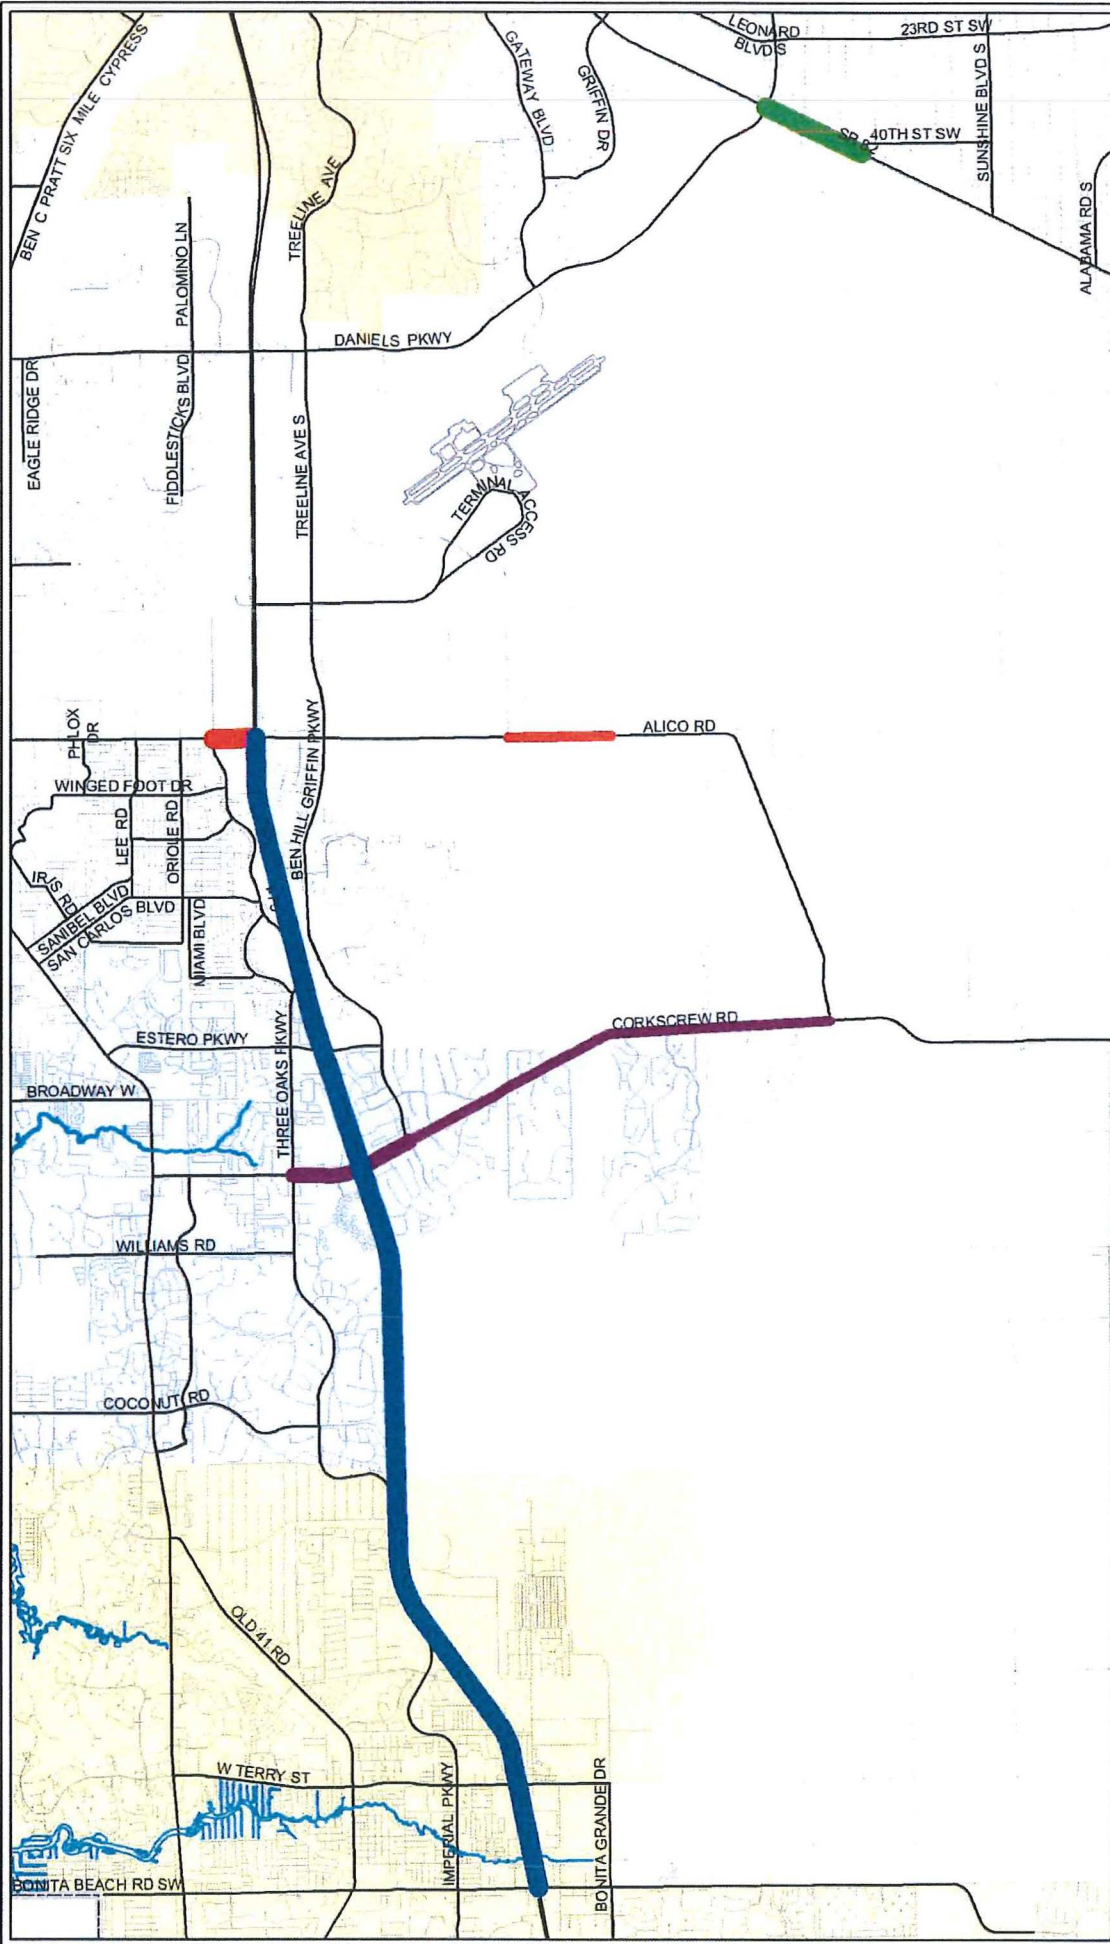 LEONARD
BLVD S
23RD ST SW
GATEWAY BLVD
GRIFFIN DR
BEN C PRATT SIX MILE CYPRESS
SUNSHINE BLVD S
40TH ST SW
SR 82
TREELINE AVE
ALABAMA RD S
PALOMINO LN
DANIELS PKWY
EAGLE RIDGE DR
FIDDLESTICKS BLVD
TREELINE AVE S
TERMINAL ACCESS
RD
PHLOX
DR
BEN HILL GRIFFIN PKWY
ALICO RD
WINGED FOOT DR
LEE RD
ORIOLE RD
IRIS RD
SANIBEL BLVD
SAN CARLOS BLVD
MIAMI BLVD
CORKSCREW RD
THREE OAKS PKWY
ESTERO PKWY
BROADWAY W
WILLIAMS RD
COCONUT RD
OLD 41 RD
W TERRY ST
IMPERIAL PKWY
BONITA GRANDE DR
BONITA BEACH RD SW